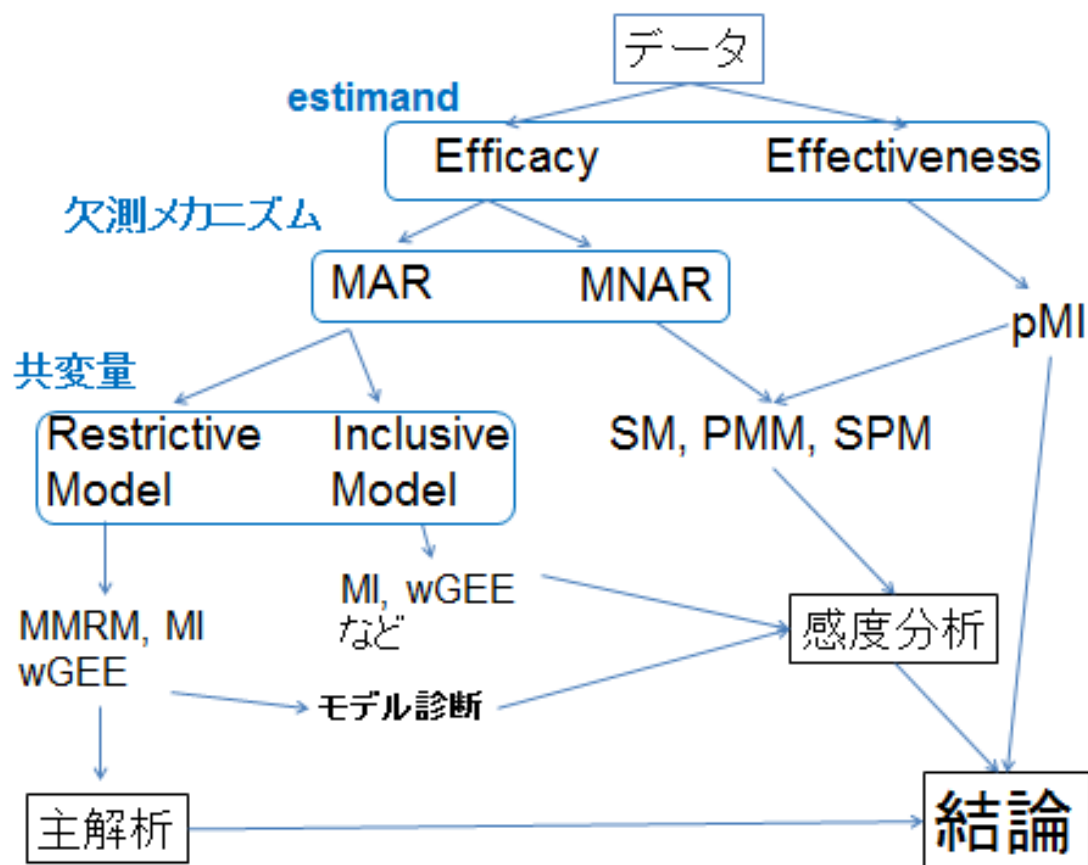 データ
estimand
Efficacy
Effectiveness
欠測メカニズム
MAR
MNAR
pMI
共変量
Restrictive
Model
Inclusive
Model
SM, PMM, SPM
MMRM, MI
wGEE
MI, wGEE
など
感度分析
モデル診断
主解析
結論